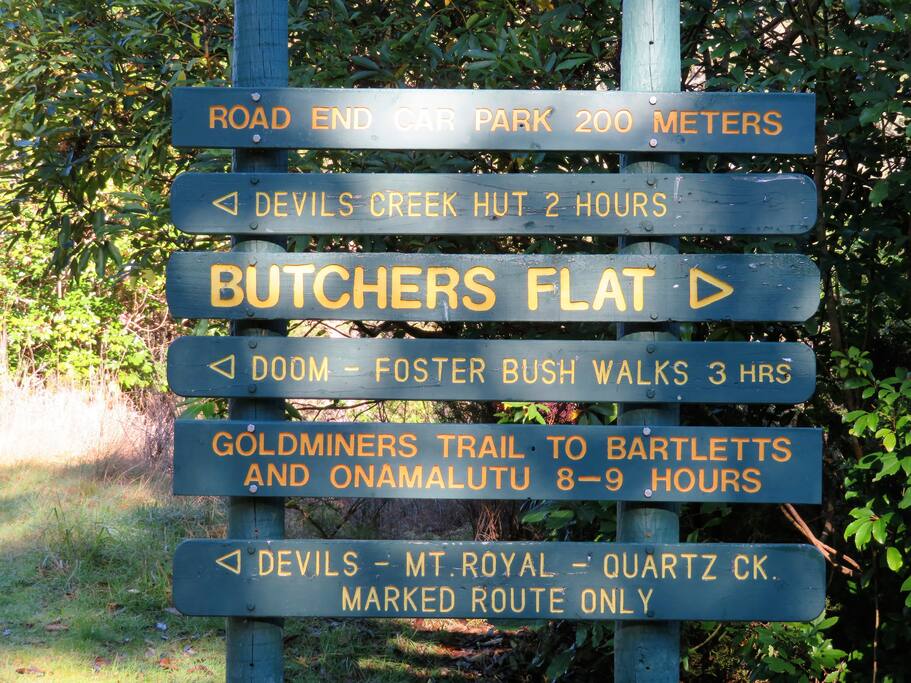 ROAD END CAR PARK 200 METERS
◁ DEVILS CREEK HUT 2 HOURS
BUTCHERS FLAT ▷
◁ DOOM – FOSTER BUSH WALKS 3 HRS
GOLDMINERS TRAIL TO BARTLETTS
AND ONAMALUTU 8–9 HOURS
◁ DEVILS – MT.ROYAL – QUARTZ CK.
MARKED ROUTE ONLY